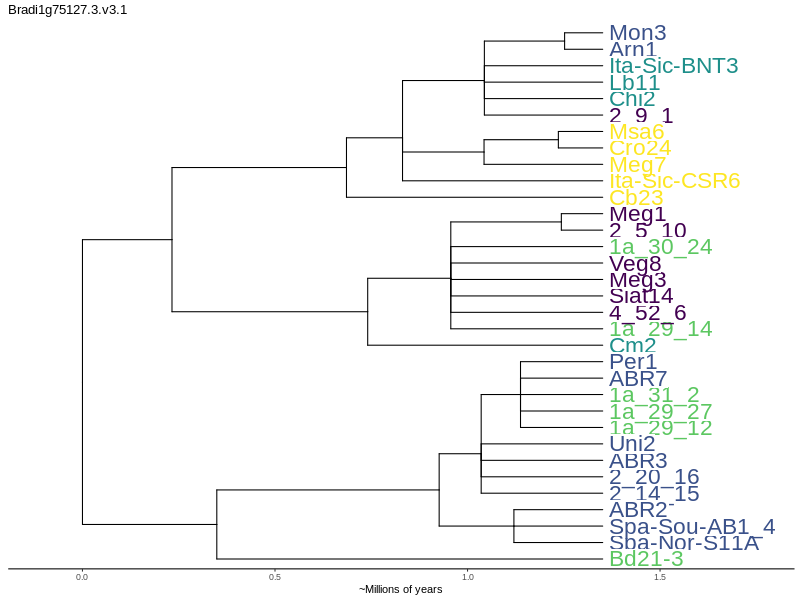 Bradi1g75127.3.v3.1
Mon3
Arn1
Ita-Sic-BNT3
Lb11
Chi2
2_9_1
Msa6
Cro24
Meg7
Ita-Sic-CSR6
Cb23
Meg1
2_5_10
1a_30_24
Veg8
Meg3
Siat14
4_52_6
1a_29_14
Cm2
Per1
ABR7
1a_31_2
1a_29_27
1a_29_12
Uni2
ABR3
2_20_16
2_14_15
ABR2
Spa-Sou-AB1_4
Spa-Nor-S11A
Bd21-3
0.0 0.5 1.0 1.5
~Millions of years